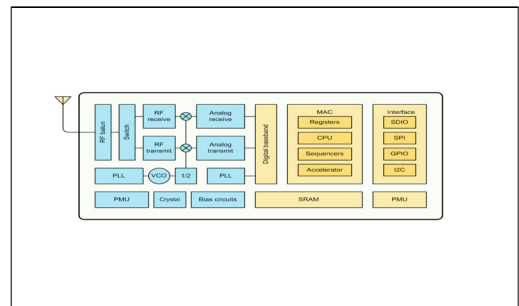 RF balun
Switch
RF
receive
Analog
receive
RF
transmit
Analog
transmit
PLL
VCO
1/2
PLL
PMU
Crystal
Bias circuits
Digital baseband
MAC
Registers
CPU
Sequencers
Accelerator
SRAM
Interface
SDIO
SPI
GPIO
I2C
PMU